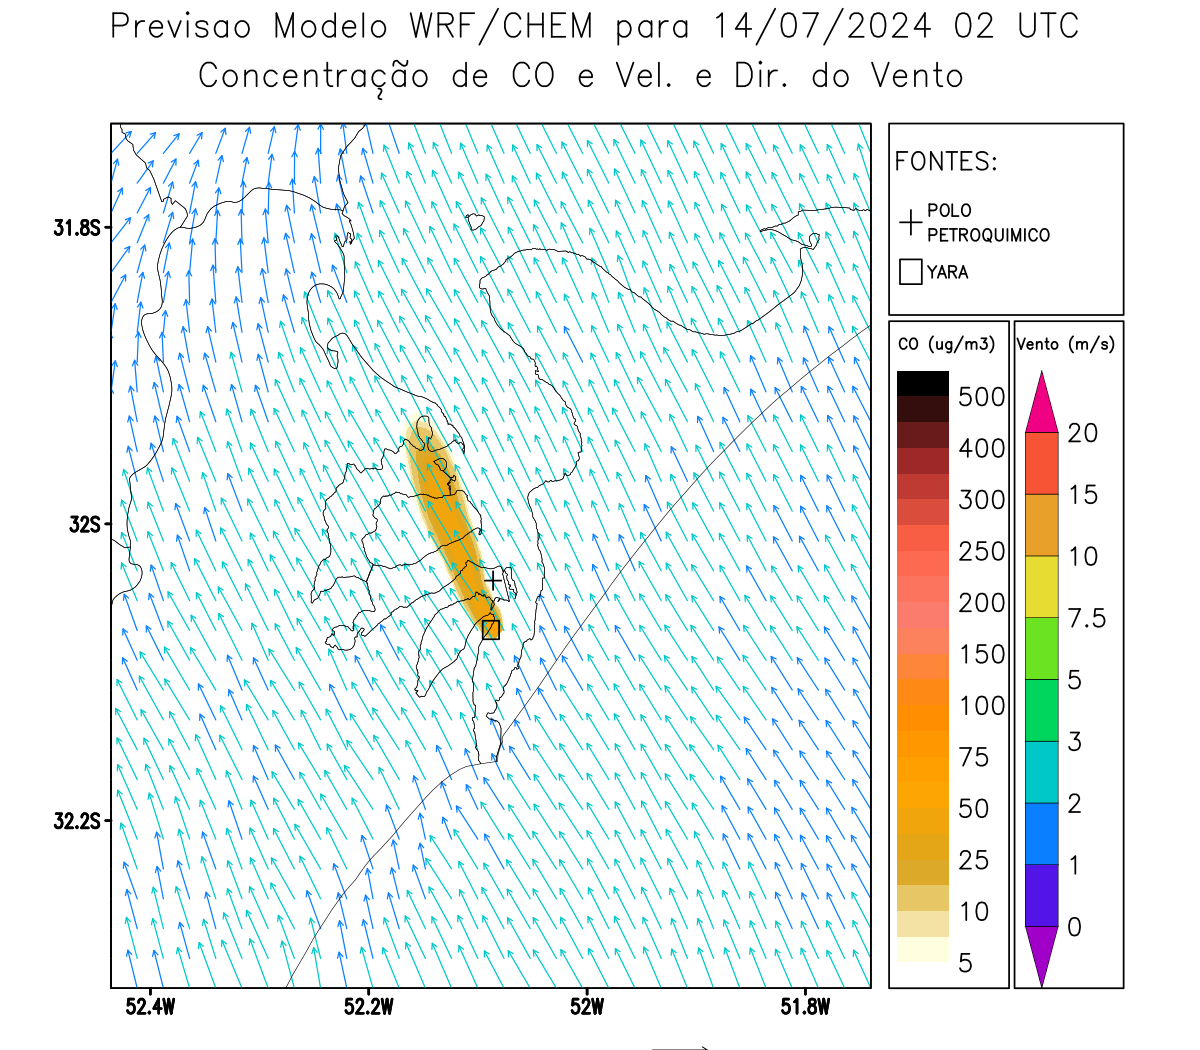 Previsao Modelo WRF/CHEM para 14/07/2024 02 UTC
Concentração de CO e Vel. e Dir. do Vento
FONTES:
POLO
PETROQUIMICO
YARA
CO (ug/m3)
500
400
300
250
200
150
100
75
50
25
10
5
Vento (m/s)
20
15
10
7.5
5
3
2
1
0
31.8S
32S
32.2S
52.4W
52.2W
52W
51.8W